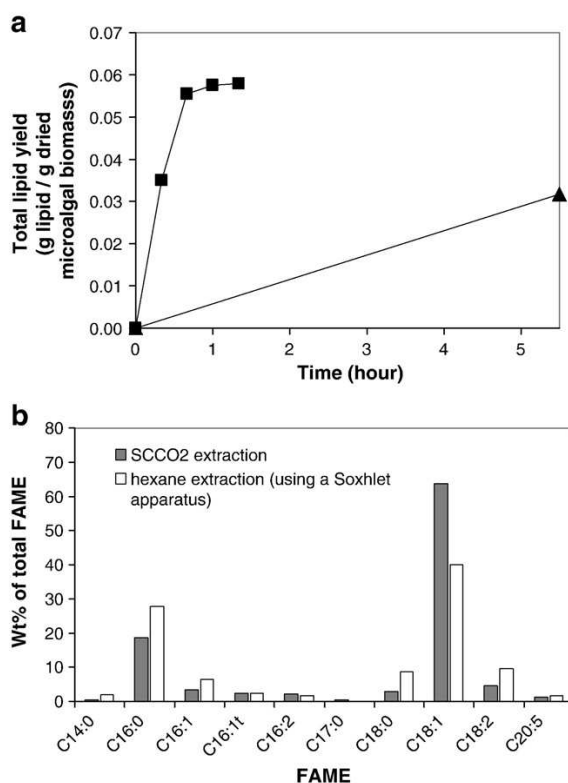 a
Total lipid yield
(g lipid / g dried
microalgal biomasss)
0.07
0.06
0.05
0.04
0.03
0.02
0.01
0.00
0 1 2 3 4 5
Time (hour)
b
Wt% of total FAME
80
70
60
50
40
30
20
10
0
SCCO2 extraction
hexane extraction (using a Soxhlet
apparatus)
C14:0 C16:0 C16:1 C16:1t C16:2 C17:0 C18:0 C18:1 C18:2 C20:5
FAME